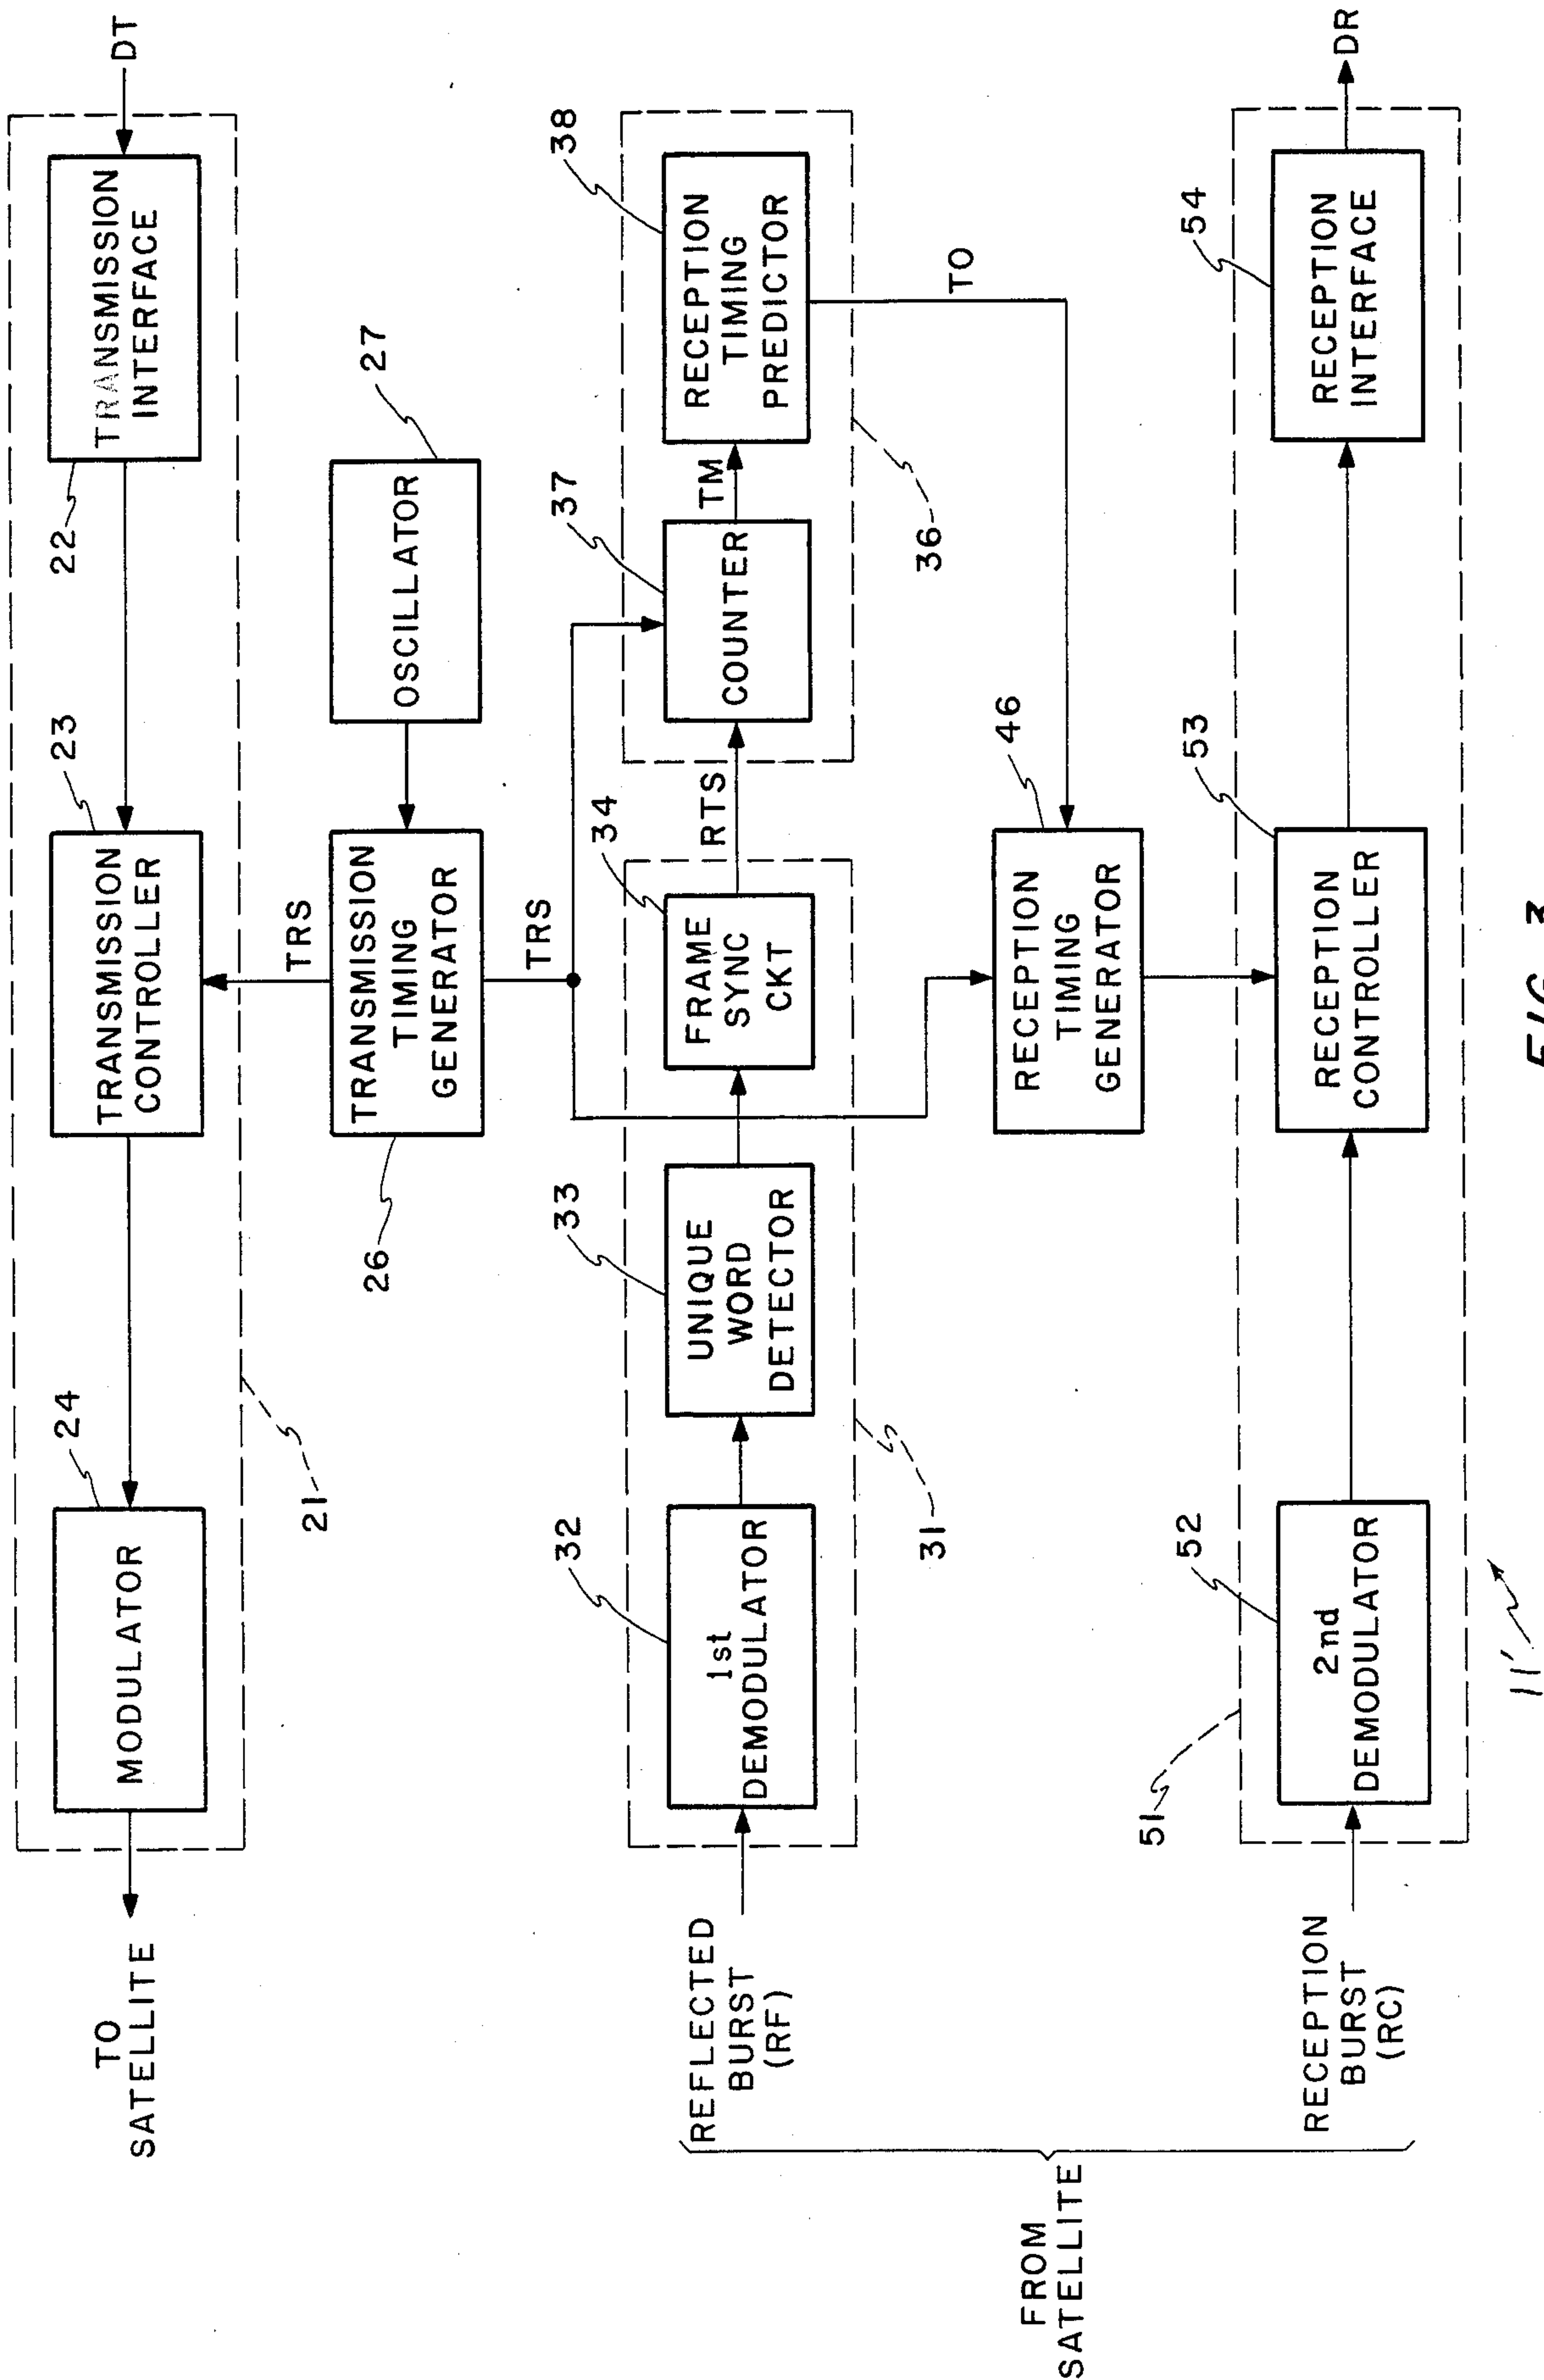 TO
SATELLITE
MODULATOR
24
TRANSMISSION
CONTROLLER
23
TRANSMISSION
INTERFACE
22
DT
21
TRS
TRANSMISSION
TIMING
GENERATOR
26
OSCILLATOR
27
TRS
REFLECTED
BURST
(RF)
1st
DEMODULATOR
32
UNIQUE
WORD
DETECTOR
33
FRAME
SYNC
CKT
34
RTS
COUNTER
37
TM
RECEPTION
TIMING
PREDICTOR
38
31
36
TO
FROM
SATELLITE
RECEPTION
TIMING
GENERATOR
46
RECEPTION
BURST
(RC)
51
2nd
DEMODULATOR
52
RECEPTION
CONTROLLER
53
RECEPTION
INTERFACE
54
DR
11'
FIG. 3